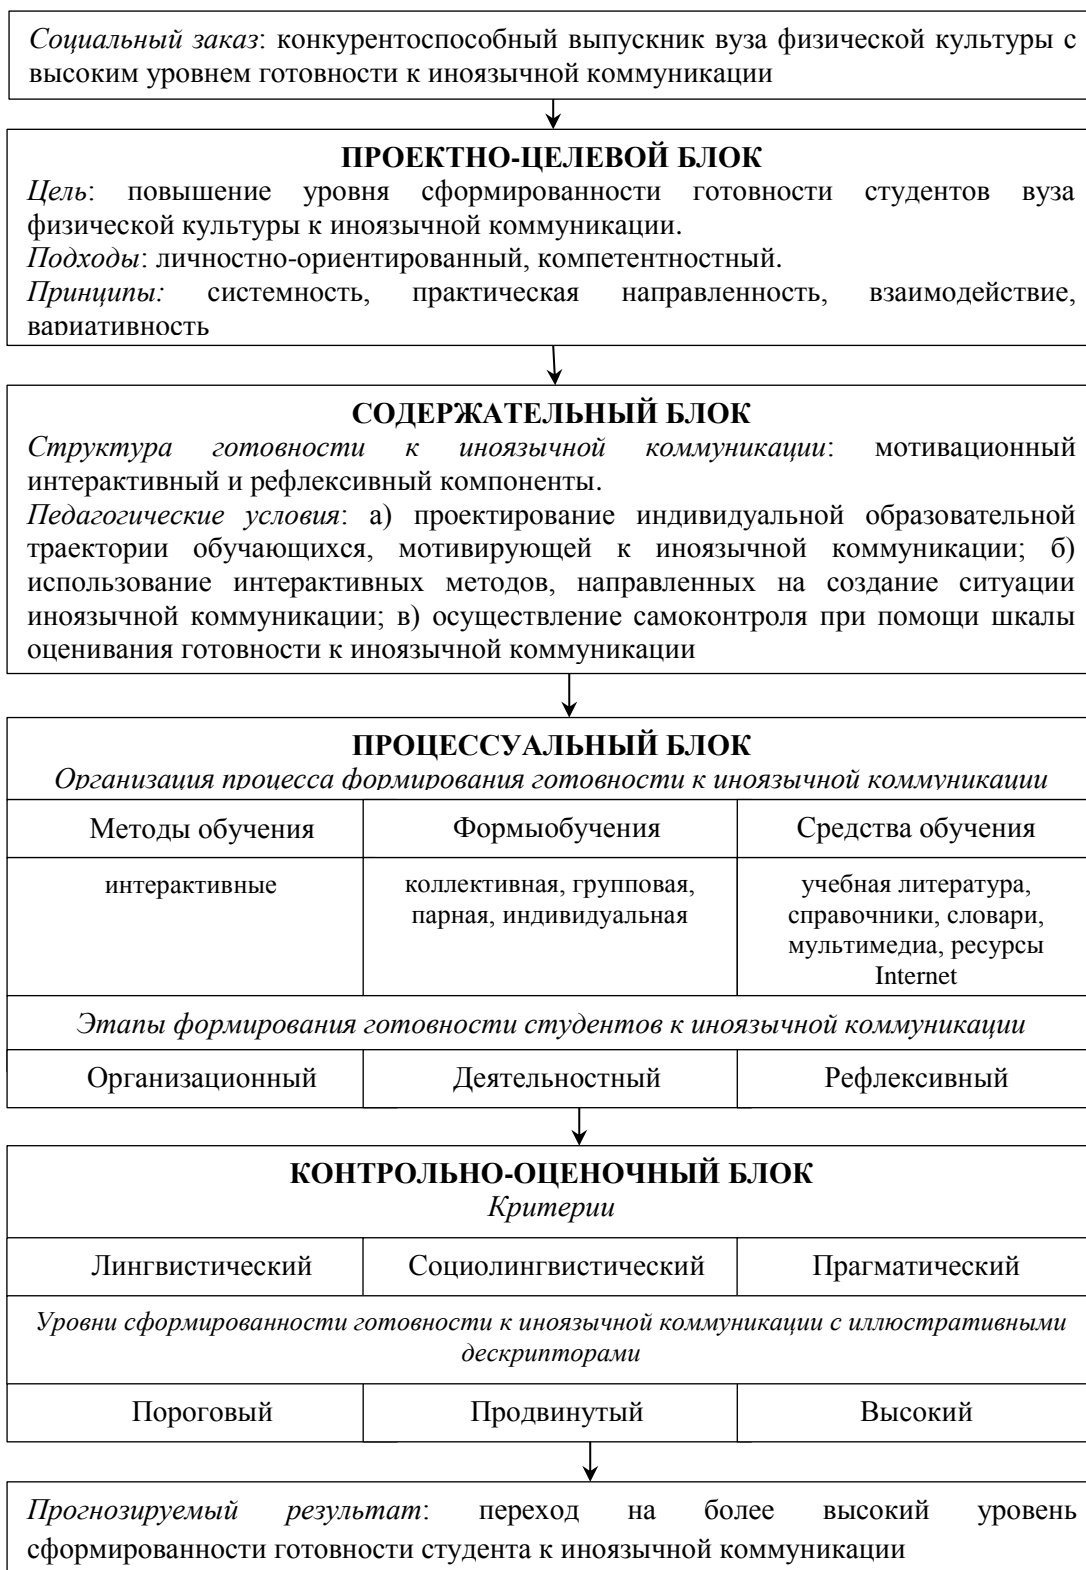 Социальный заказ: конкурентоспособный выпускник вуза физической культуры с
высоким уровнем готовности к иноязычной коммуникации
ПРОЕКТНО-ЦЕЛЕВОЙ БЛОК
Цель: повышение уровня сформированности готовности студентов вуза
физической культуры к иноязычной коммуникации.
Подходы: личностно-ориентированный, компетентностный.
Принципы: системность, практическая направленность, взаимодействие,
вариативность
СОДЕРЖАТЕЛЬНЫЙ БЛОК
Структура готовности к иноязычной коммуникации: мотивационный
интерактивный и рефлексивный компоненты.
Педагогические условия: а) проектирование индивидуальной образовательной
траектории обучающихся, мотивирующей к иноязычной коммуникации; б)
использование интерактивных методов, направленных на создание ситуации
иноязычной коммуникации; в) осуществление самоконтроля при помощи шкалы
оценивания готовности к иноязычной коммуникации
ПРОЦЕССУАЛЬНЫЙ БЛОК
Организация процесса формирования готовности к иноязычной коммуникации
Методы обучения
Формыобучения
Средства обучения
интерактивные
коллективная, групповая,
парная, индивидуальная
учебная литература,
справочники, словари,
мультимедиа, ресурсы
Internet
Этапы формирования готовности студентов к иноязычной коммуникации
Организационный
Деятельностный
Рефлексивный
КОНТРОЛЬНО-ОЦЕНОЧНЫЙ БЛОК
Критерии
Лингвистический
Социолингвистический
Прагматический
Уровни сформированности готовности к иноязычной коммуникации с иллюстративными
дескрипторами
Пороговый
Продвинутый
Высокий
Прогнозируемый результат: переход на более высокий уровень
сформированности готовности студента к иноязычной коммуникации